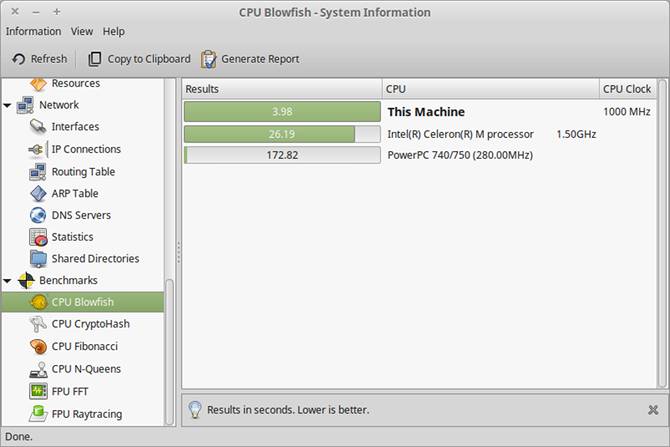 CPU Blowfish - System Information
Information View Help
Refresh Copy to Clipboard Generate Report
Resources
Network
Interfaces
IP Connections
Routing Table
ARP Table
DNS Servers
Statistics
Shared Directories
Benchmarks
CPU Blowfish
CPU CryptoHash
CPU Fibonacci
CPU N-Queens
FPU FFT
FPU Raytracing
Results CPU CPU Clock
3.98 This Machine 1000 MHz
26.19 Intel(R) Celeron(R) M processor 1.50GHz
172.82 PowerPC 740/750 (280.00MHz)
Results in seconds. Lower is better.
Done.